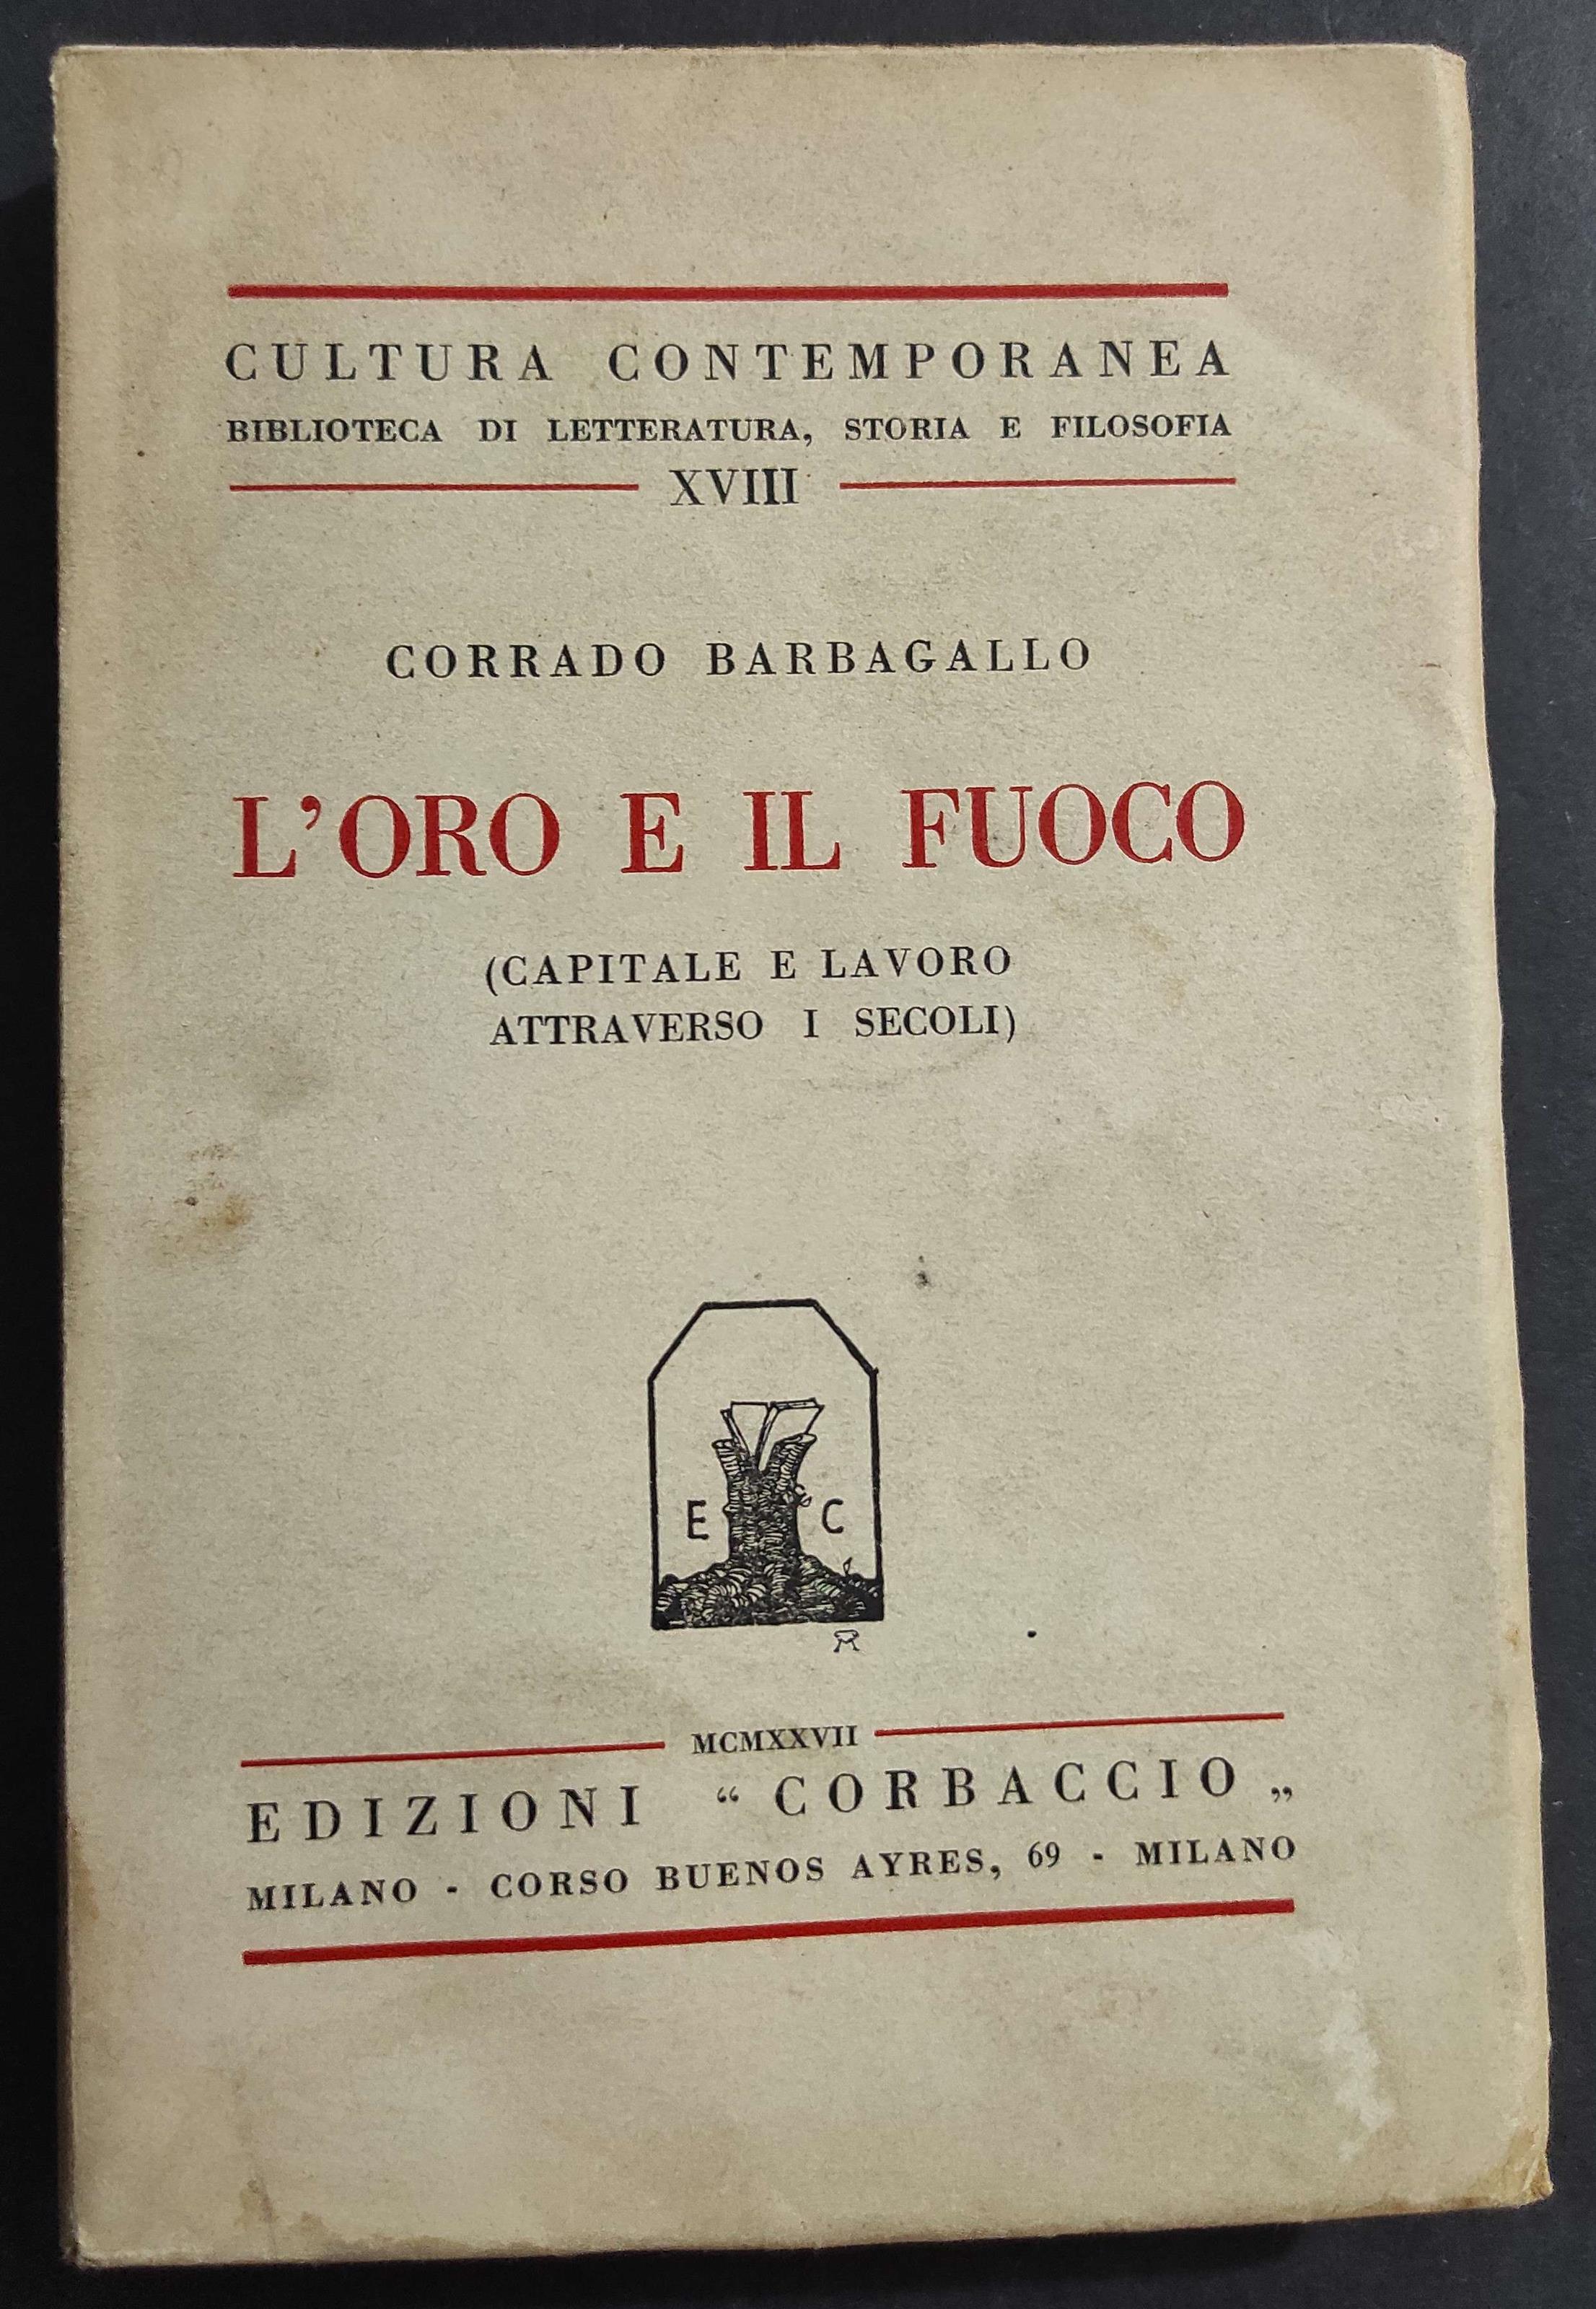 CULTURA CONTEMPORANEA
BIBLIOTECA DI LETTERATURA, STORIA E FILOSOFIA
XVIII
CORRADO BARBAGALLO
L'ORO E IL FUOCO
(CAPITALE E LAVORO
ATTRAVERSO I SECOLI)
E C
MCMXXVII
EDIZIONI “CORBACCIO„
MILANO - CORSO BUENOS AYRES, 69 - MILANO